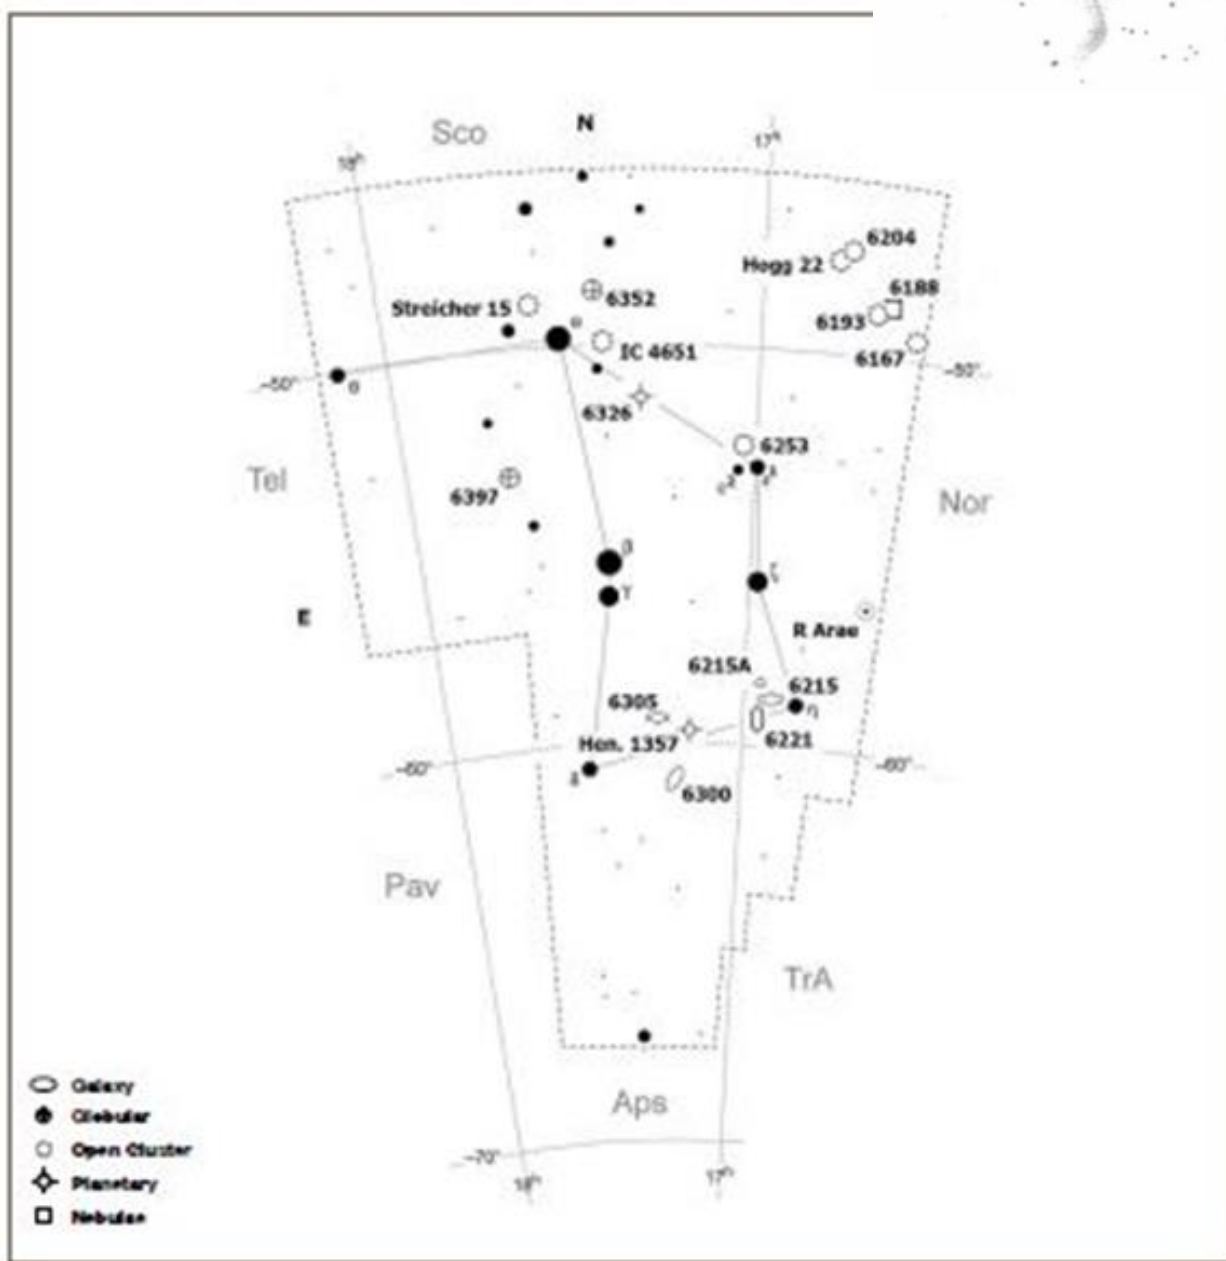 Sco
N
17h
18h
6204
Hogg 22
6188
6352
Streicher 15
6193
α
IC 4651
6167
-50°
-50°
θ
6326
6253
ε2
ε1
Tel
6397
Nor
β
ζ
γ
E
R Arae
6215A
6215
6305
η
Hen. 1357
6221
-60°
-60°
δ
6300
Pav
TrA
Galaxy
Aps
Globular
Open Cluster
-70°
Planetary
18h
17h
Nebulae